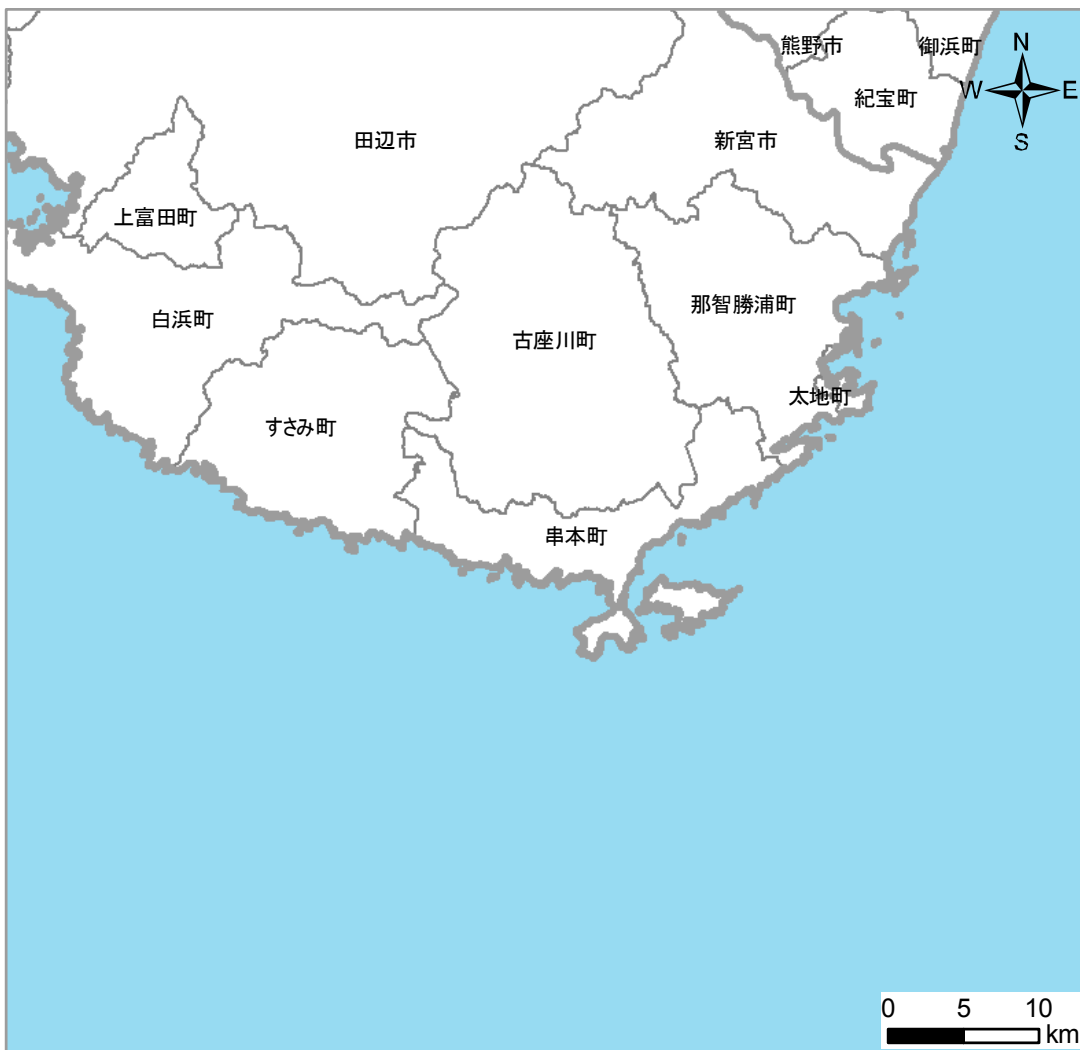 熊野市
御浜町
N
W
E
S
紀宝町
田辺市
新宮市
上富田町
那智勝浦町
白浜町
古座川町
太地町
すさみ町
串本町
0 5 10
km